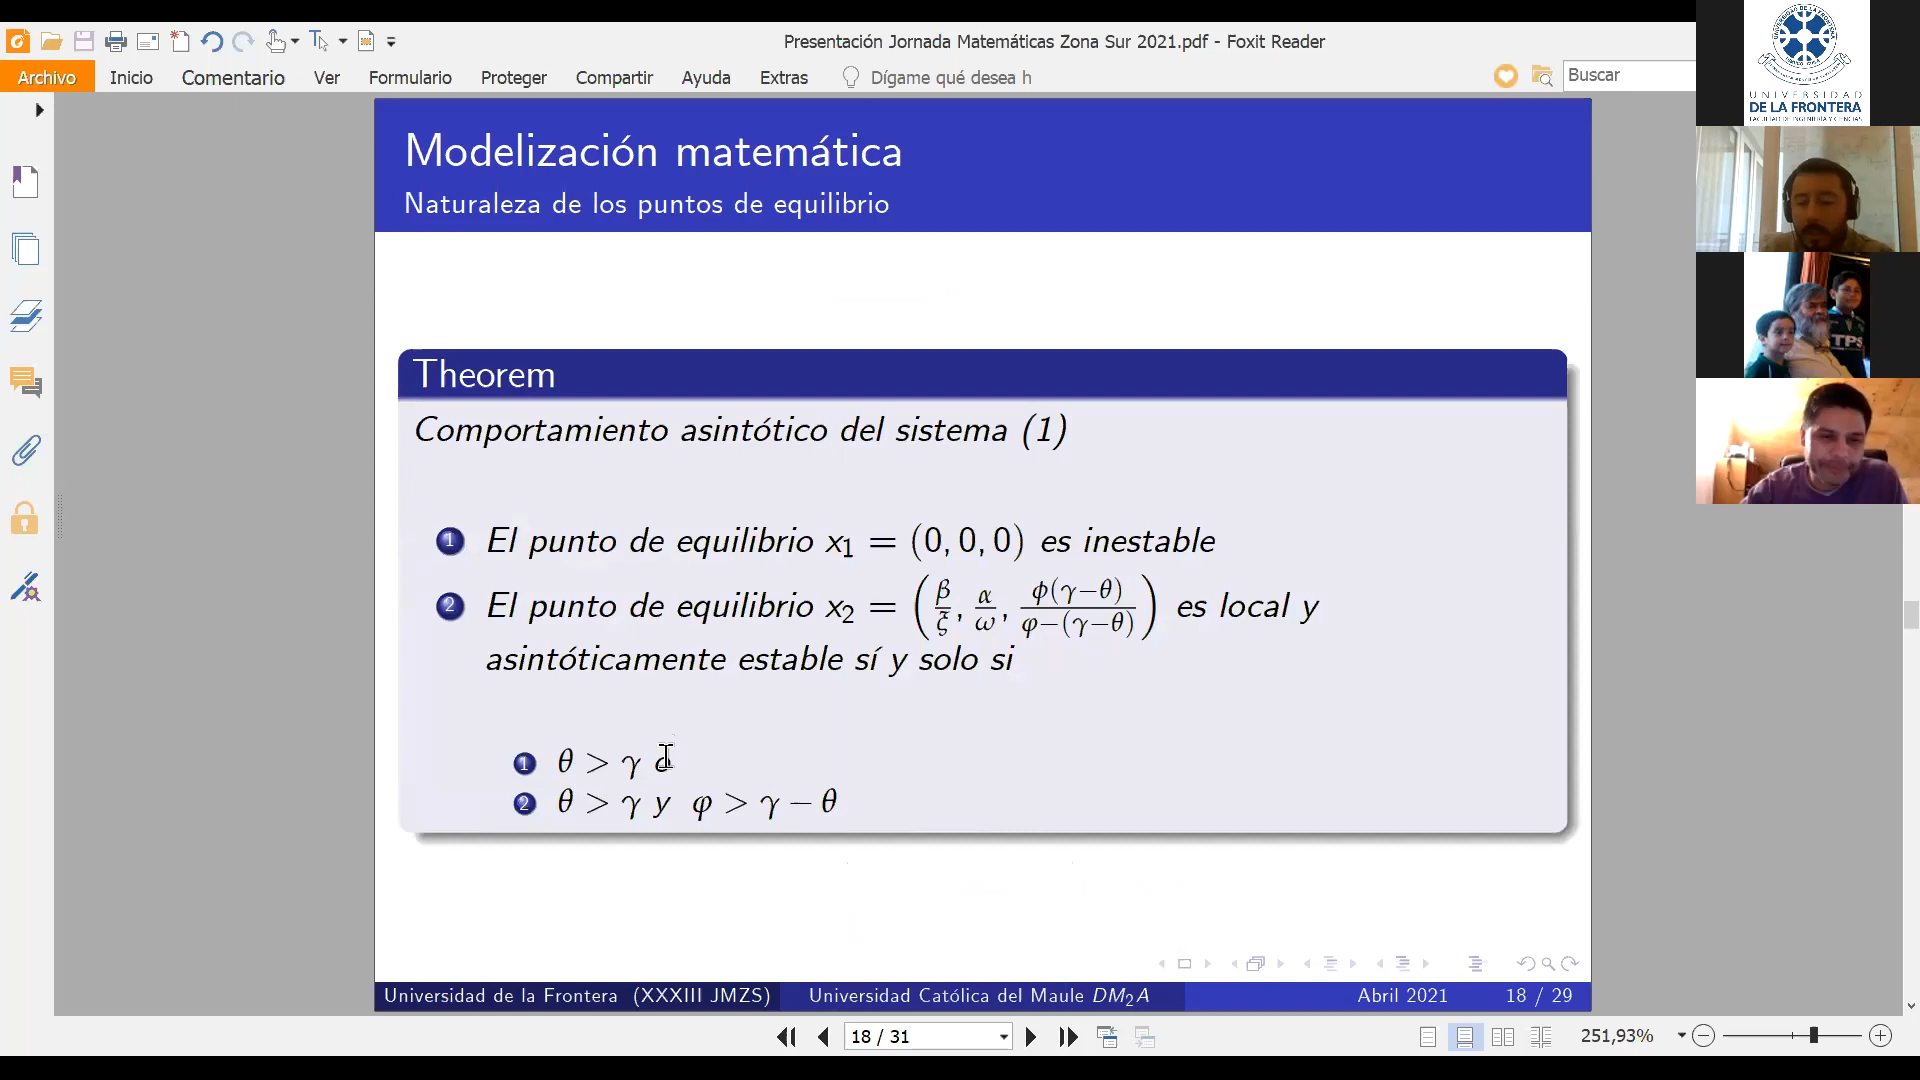 Presentación Jornada Matemáticas Zona Sur 2021.pdf - Foxit Reader
Archivo Inicio Comentario Ver Formulario Proteger Compartir Ayuda Extras Dígame qué desea h Buscar
UNIVERSIDAD
DE LA FRONTERA
FACULTAD DE INGENIERÍA Y CIENCIAS
Modelización matemática
Naturaleza de los puntos de equilibrio
Theorem
Comportamiento asintótico del sistema (1)
1 El punto de equilibrio x₁ = (0, 0, 0) es inestable
2 El punto de equilibrio x₂ = (β/ξ, α/ω, ϕ(γ−θ)/φ−(γ−θ)) es local y
asintóticamente estable sí y solo si
1 θ > γ
2 θ > γ y φ > γ − θ
Universidad de la Frontera (XXXIII JMZS) Universidad Católica del Maule DM₂A Abril 2021 18 / 29
18 / 31 251,93%
TPS